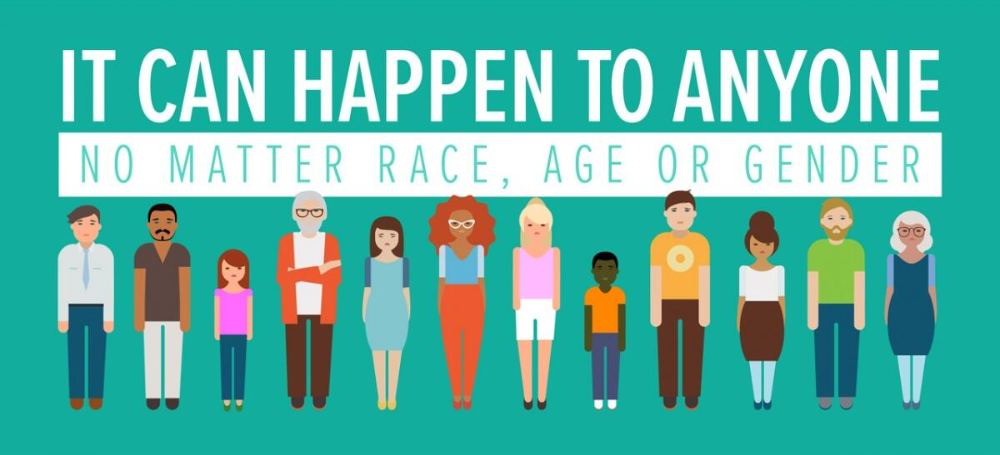 IT CAN HAPPEN TO ANYONE
NO MATTER RACE, AGE OR GENDER